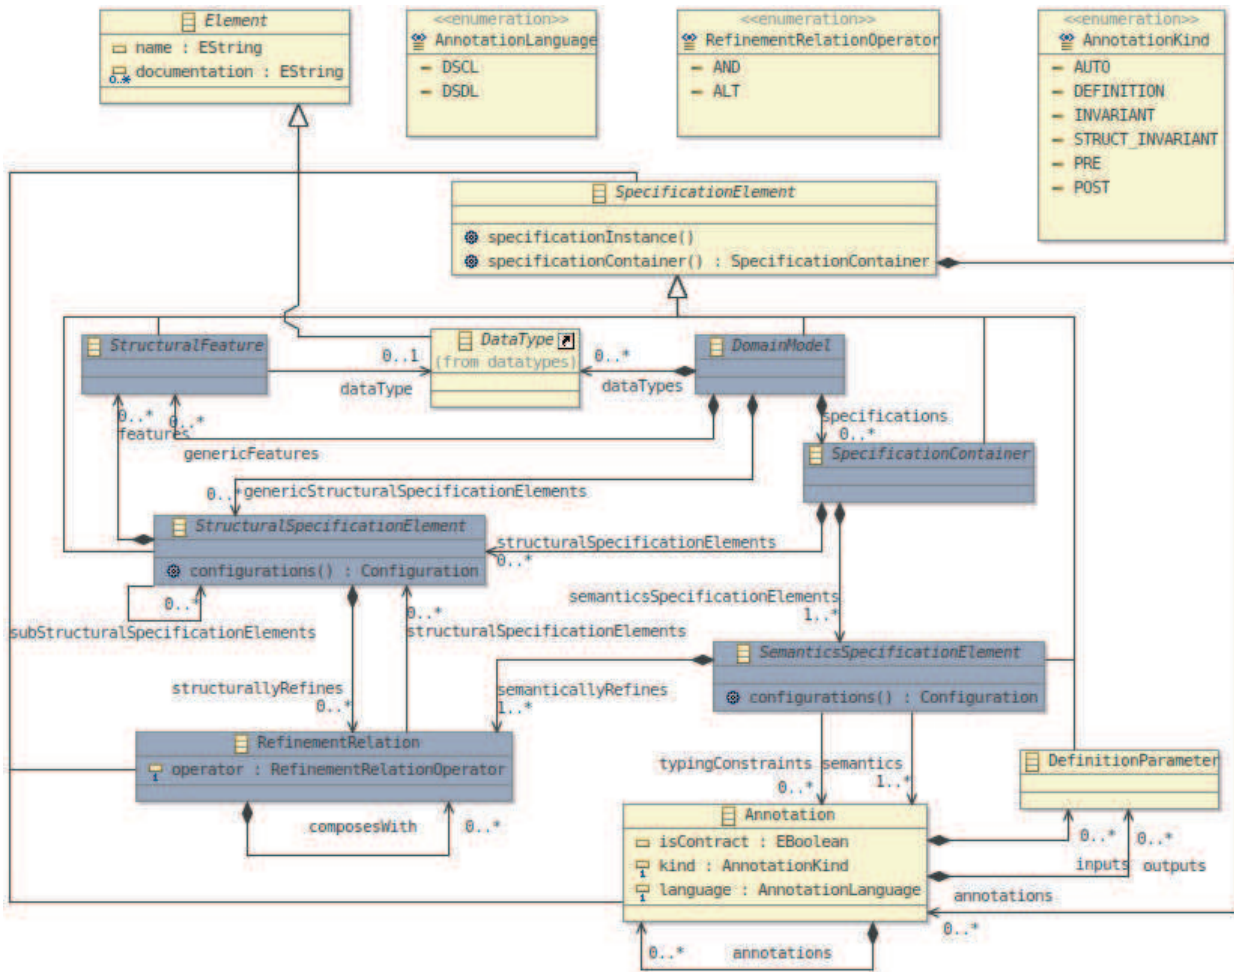 Element
name : EString
documentation : EString
0..*
<<enumeration>>
AnnotationLanguage
DSCL
DSDL
<<enumeration>>
RefinementRelationOperator
AND
ALT
<<enumeration>>
AnnotationKind
AUTO
DEFINITION
INVARIANT
STRUCT_INVARIANT
PRE
POST
SpecificationElement
specificationInstance()
specificationContainer() : SpecificationContainer
StructuralFeature
0..1
dataType
DataType
(from datatypes)
0..*
dataTypes
DomainModel
0..*
features
0..*
genericFeatures
specifications
0..*
SpecificationContainer
0..*
genericStructuralSpecificationElements
StructuralSpecificationElement
configurations() : Configuration
structuralSpecificationElements
0..*
0..*
subStructuralSpecificationElements
0..*
structuralSpecificationElements
semanticsSpecificationElements
1..*
SemanticsSpecificationElement
configurations() : Configuration
structurallyRefines
0..*
semanticallyRefines
1..*
RefinementRelation
operator : RefinementRelationOperator
1
composesWith
0..*
typingConstraints
0..*
semantics
1..*
DefinitionParameter
Annotation
isContract : EBoolean
kind : AnnotationKind
1
language : AnnotationLanguage
1
0..*
inputs
0..*
outputs
annotations
0..*
0..*
annotations